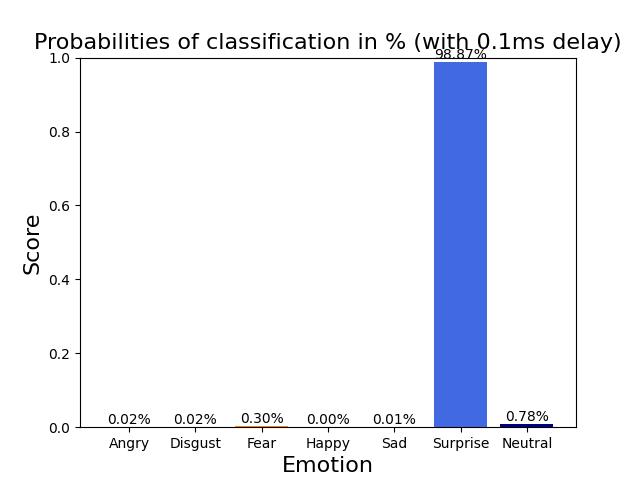 Probabilities of classification in % (with 0.1ms delay)
98.87%
1.0
0.8
0.6
0.4
0.2
0.0
Score
0.02% 0.02% 0.30% 0.00% 0.01% 0.78%
Angry Disgust Fear Happy Sad Surprise Neutral
Emotion